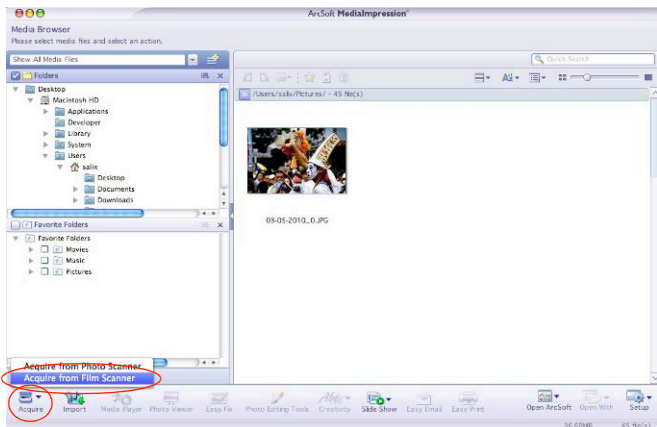 ArcSoft MediaImpression
Media Browser
Please select media files and select an action.
Show All Media Files
Quick Search
Folders
Desktop
Macintosh HD
Applications
Developer
Library
System
Users
salix
Desktop
Documents
Downloads
/Users/salix/Pictures/ - 45 file(s)
03-05-2010_0.JPG
Favorite Folders
Favorite Folders
Movies
Music
Pictures
Acquire from Photo Scanner
Acquire from Film Scanner
Acquire Import Media Player Photo Viewer Easy Fix Photo Editing Tools Creativity Slide Show Easy Email Easy Print Open ArcSoft Open With Setup
45 file(s)